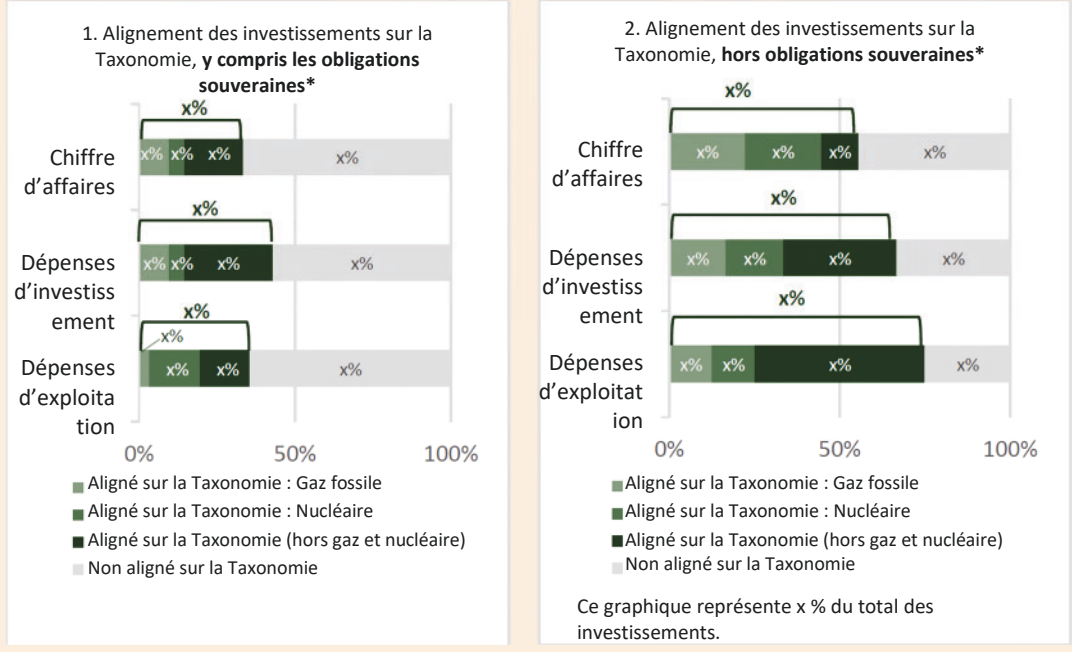 1. Alignement des investissements sur la
Taxonomie, y compris les obligations
souveraines*
x%
Chiffre
d'affaires
x% x% x% x%
x%
Dépenses
d'investiss
ement
x% x% x% x%
x%
x%
Dépenses
d'exploita
tion
x% x% x%
0% 50% 100%
Aligné sur la Taxonomie : Gaz fossile
Aligné sur la Taxonomie : Nucléaire
Aligné sur la Taxonomie (hors gaz et nucléaire)
Non aligné sur la Taxonomie
2. Alignement des investissements sur la
Taxonomie, hors obligations souveraines*
x%
Chiffre
d'affaires
x% x% x% x%
x%
Dépenses
d'investiss
ement
x% x% x% x%
x%
Dépenses
d'exploitat
ion
x% x% x% x%
0% 50% 100%
Aligné sur la Taxonomie : Gaz fossile
Aligné sur la Taxonomie : Nucléaire
Aligné sur la Taxonomie (hors gaz et nucléaire)
Non aligné sur la Taxonomie
Ce graphique représente x % du total des
investissements.